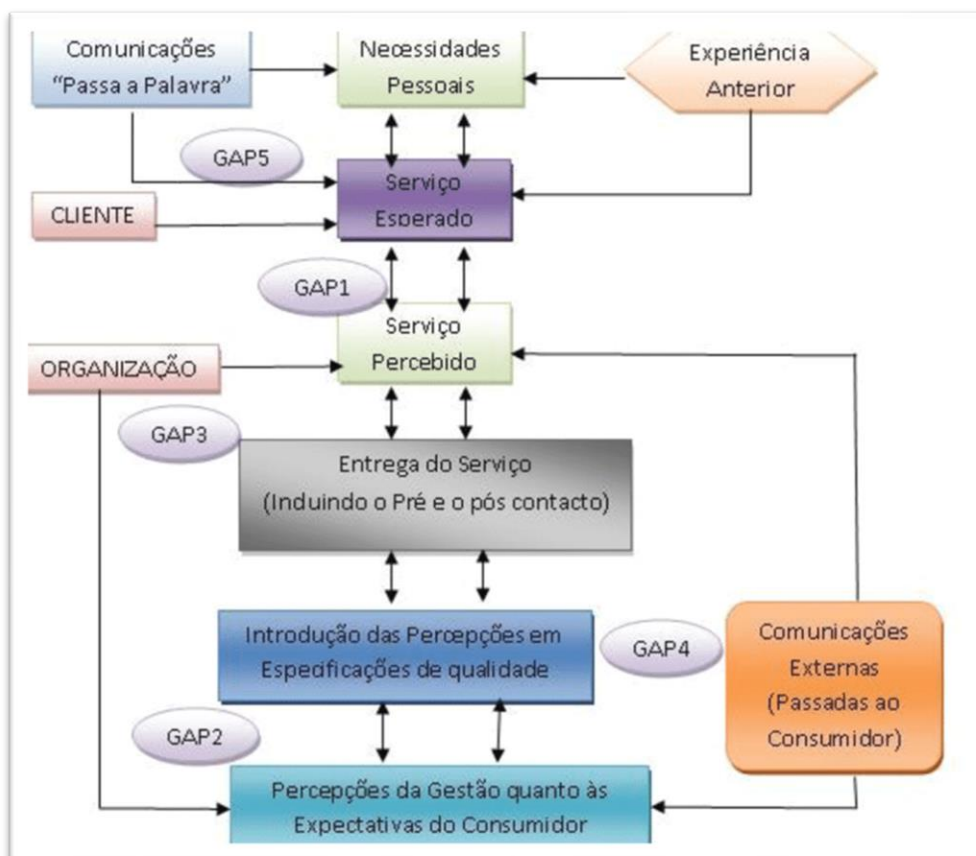 Comunicações
“Passa a Palavra”
Necessidades
Pessoais
Experiência
Anterior
GAP5
Serviço
Esperado
CLIENTE
GAP1
Serviço
Percebido
ORGANIZAÇÃO
GAP3
Entrega do Serviço
(Induindo o Pré e o pós contacto)
Introdução das Percepções em
Especificações de qualidade
GAP4
Comunicações
Externas
(Passadas ao
Consumidor)
GAP2
Percepções da Gestão quanto às
Expectativas do Consumidor